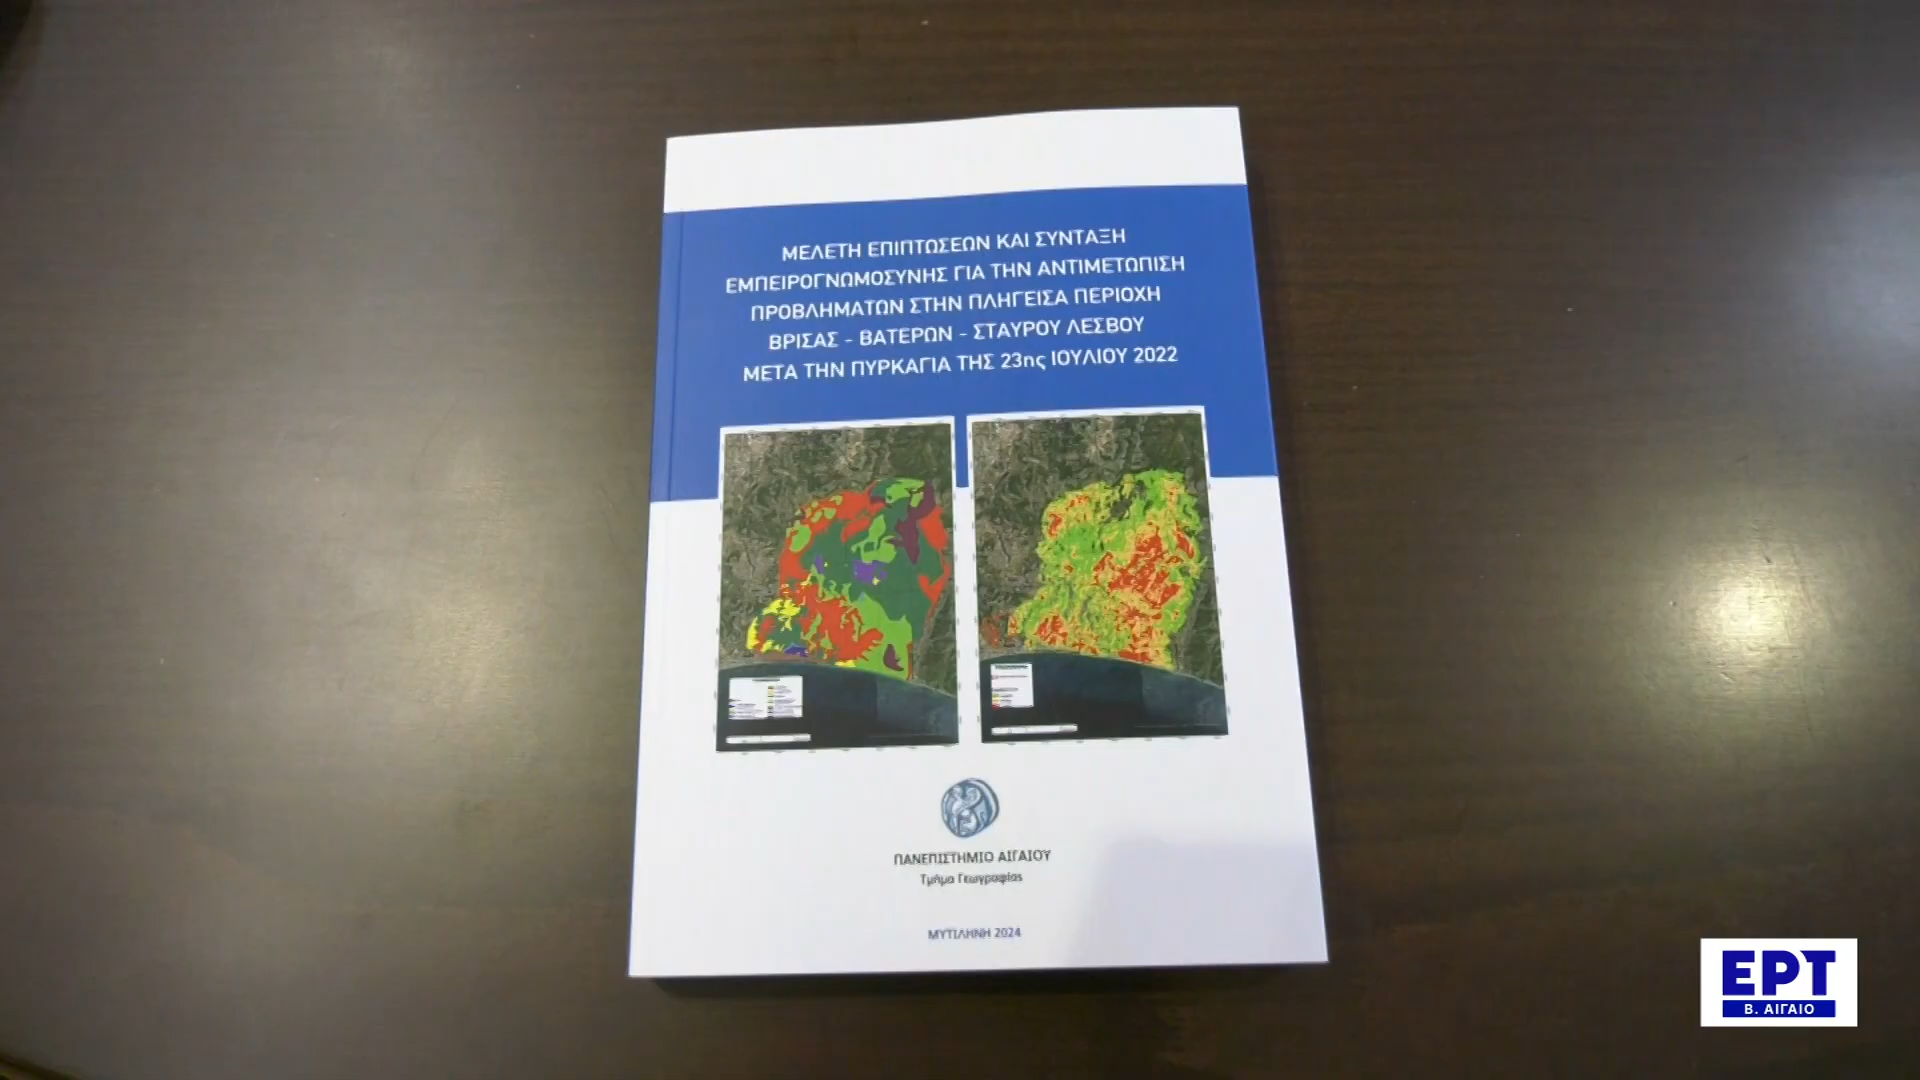 ΜΕΛΕΤΗ ΕΠΙΠΤΩΣΕΩΝ ΚΑΙ ΣΥΝΤΑΞΗ
ΕΜΠΕΙΡΟΓΝΩΜΟΣΥΝΗΣ ΓΙΑ ΤΗΝ ΑΝΤΙΜΕΤΩΠΙΣΗ
ΠΡΟΒΛΗΜΑΤΩΝ ΣΤΗΝ ΠΛΗΓΕΙΣΑ ΠΕΡΙΟΧΗ
ΒΡΙΣΑΣ - ΒΑΤΕΡΩΝ - ΣΤΑΥΡΟΥ ΛΕΣΒΟΥ
ΜΕΤΑ ΤΗΝ ΠΥΡΚΑΓΙΑ ΤΗΣ 23ης ΙΟΥΛΙΟΥ 2022
ΠΑΝΕΠΙΣΤΗΜΙΟ ΑΙΓΑΙΟΥ
Τμήμα Γεωγραφίας
ΜΥΤΙΛΗΝΗ 2024
ΕΡΤ
Β. ΑΙΓΑΙΟ